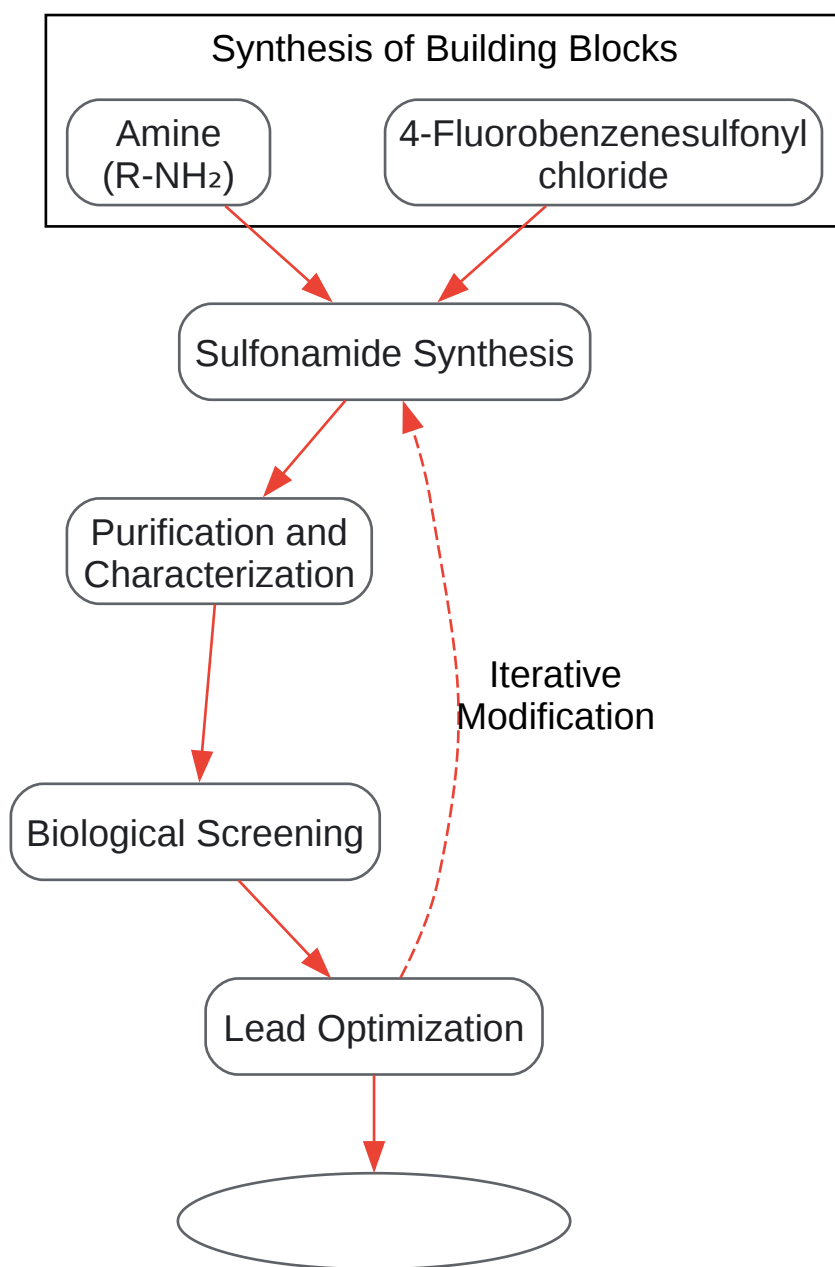 Synthesis of Building Blocks
Amine
(R-NH₂)
4-Fluorobenzenesulfonyl
chloride
Sulfonamide Synthesis
Purification and
Characterization
Iterative
Modification
Biological Screening
Lead Optimization